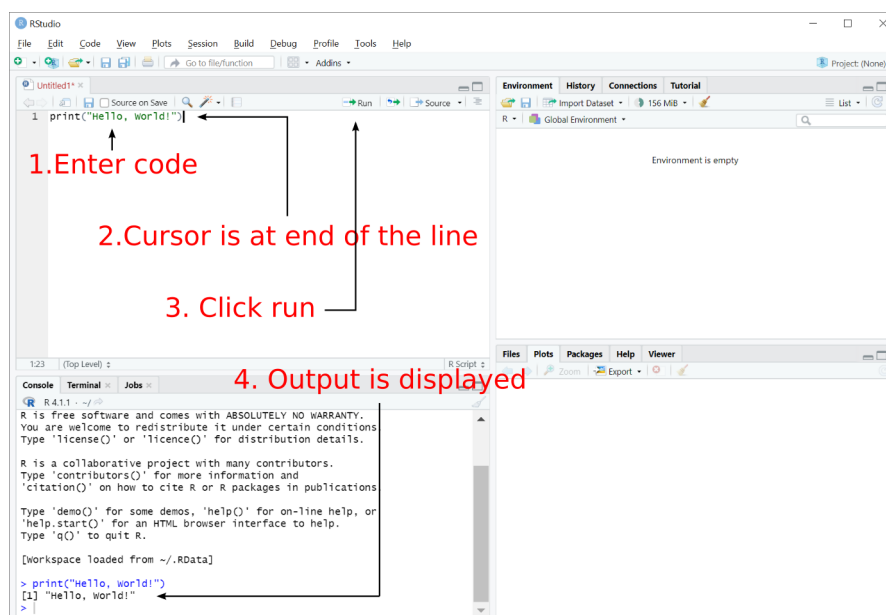 RStudio
File Edit Code View Plots Session Build Debug Profile Tools Help
Go to file/function Addins Project: (None)
Untitled1*
Source on Save Run Source
1 print("Hello, World!")
1.Enter code
2.Cursor is at end of the line
3. Click run
1:23 (Top Level) R Script
Environment History Connections Tutorial
Import Dataset 156 MiB List
R Global Environment
Environment is empty
Files Plots Packages Help Viewer
Zoom Export
4. Output is displayed
Console Terminal Jobs
R 4.1.1 · ~/
R is free software and comes with ABSOLUTELY NO WARRANTY.
You are welcome to redistribute it under certain conditions
Type 'license()' or 'licence()' for distribution details.
R is a collaborative project with many contributors.
Type 'contributors()' for more information and
'citation()' on how to cite R or R packages in publications
Type 'demo()' for some demos, 'help()' for on-line help, or
'help.start()' for an HTML browser interface to help.
Type 'q()' to quit R.
[Workspace loaded from ~/.RData]
> print("Hello, World!")
[1] "Hello, World!"
>